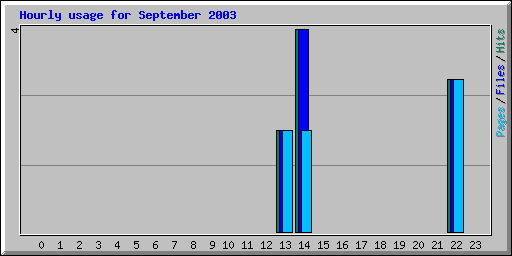 Hourly usage for September 2003
4
Pages/Files/Hits
0 1 2 3 4 5 6 7 8 9 10 11 12 13 14 15 16 17 18 19 20 21 22 23